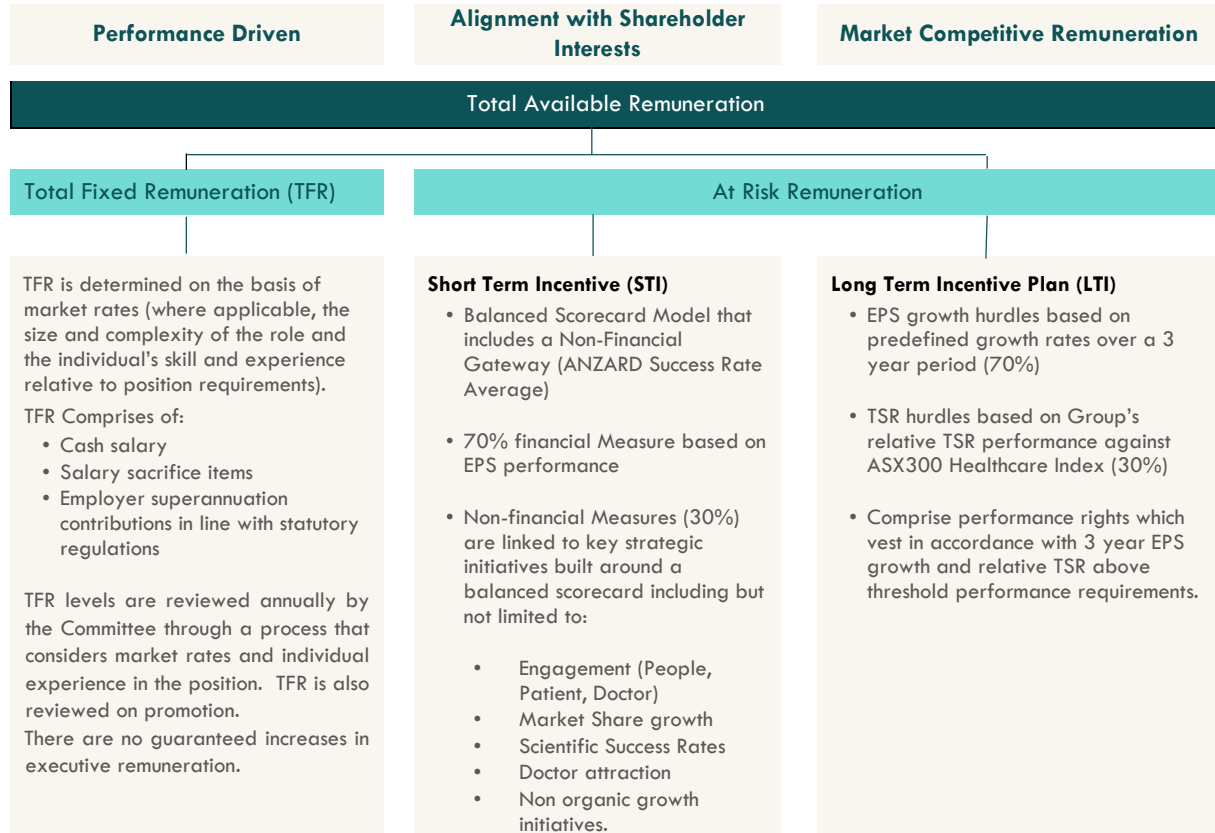 Performance Driven
Alignment with Shareholder
Interests
Market Competitive Remuneration
Total Available Remuneration
Total Fixed Remuneration (TFR)
At Risk Remuneration
TFR is determined on the basis of
market rates (where applicable, the
size and complexity of the role and
the individual's skill and experience
relative to position requirements).
TFR Comprises of:
• Cash salary
• Salary sacrifice items
• Employer superannuation
contributions in line with statutory
regulations
TFR levels are reviewed annually by
the Committee through a process that
considers market rates and individual
experience in the position. TFR is also
reviewed on promotion.
There are no guaranteed increases in
executive remuneration.
Short Term Incentive (STI)
• Balanced Scorecard Model that
includes a Non-Financial
Gateway (ANZARD Success Rate
Average)
• 70% financial Measure based on
EPS performance
• Non-financial Measures (30%)
are linked to key strategic
initiatives built around a
balanced scorecard including but
not limited to:
• Engagement (People,
Patient, Doctor)
• Market Share growth
• Scientific Success Rates
• Doctor attraction
• Non organic growth
initiatives.
Long Term Incentive Plan (LTI)
• EPS growth hurdles based on
predefined growth rates over a 3
year period (70%)
• TSR hurdles based on Group's
relative TSR performance against
ASX300 Healthcare Index (30%)
• Comprise performance rights which
vest in accordance with 3 year EPS
growth and relative TSR above
threshold performance requirements.